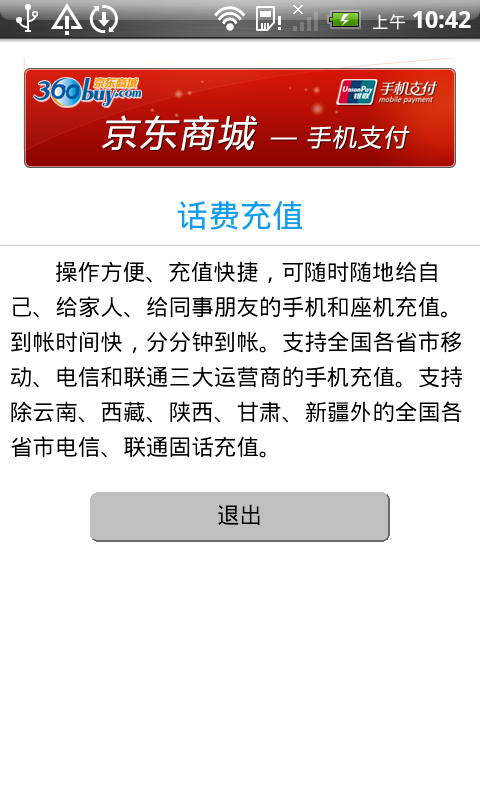 上午 10:42
360buy.com 京东商城
UnionPay 银联 手机支付
mobile payment
京东商城 — 手机支付
话费充值
操作方便、充值快捷，可随时随地给自
己、给家人、给同事朋友的手机和座机充值。
到帐时间快，分分钟到帐。支持全国各省市移
动、电信和联通三大运营商的手机充值。支持
除云南、西藏、陕西、甘肃、新疆外的全国各
省市电信、联通固话充值。
退出